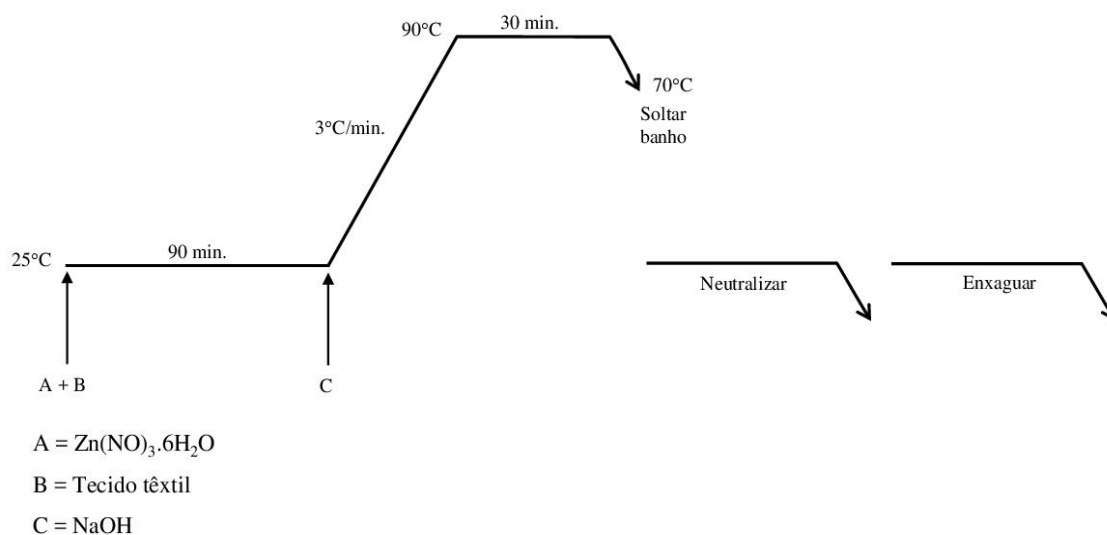 90°C
30 min.
70°C
Soltar
banho
3°C/min.
25°C
90 min.
Neutralizar
Enxaguar
A + B
C
A = Zn(NO)₃.6H₂O
B = Tecido têxtil
C = NaOH